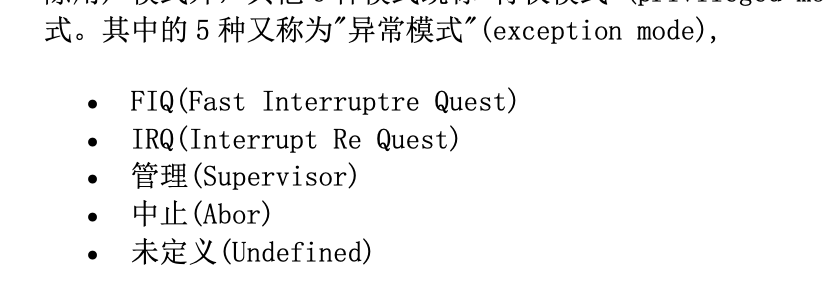 式。其中的 5 种又称为"异常模式"(exception mode),
• FIQ(Fast Interruptre Quest)
• IRQ(Interrupt Re Quest)
• 管理(Supervisor)
• 中止(Abor)
• 未定义(Undefined)